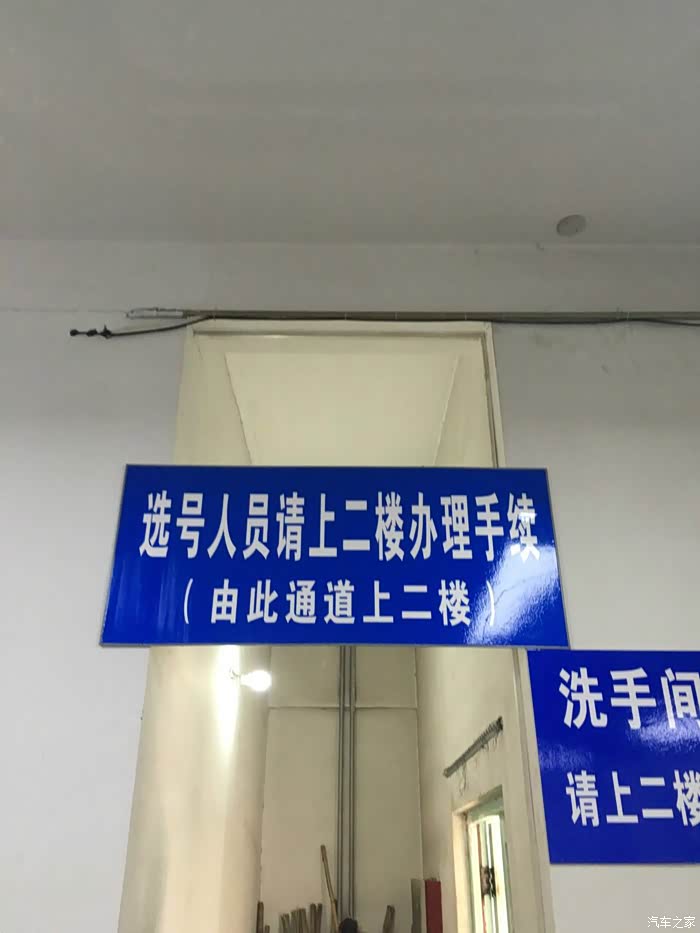 选号人员请上二楼办理手续
（由此通道上二楼）
洗手间
请上二楼
汽车之家